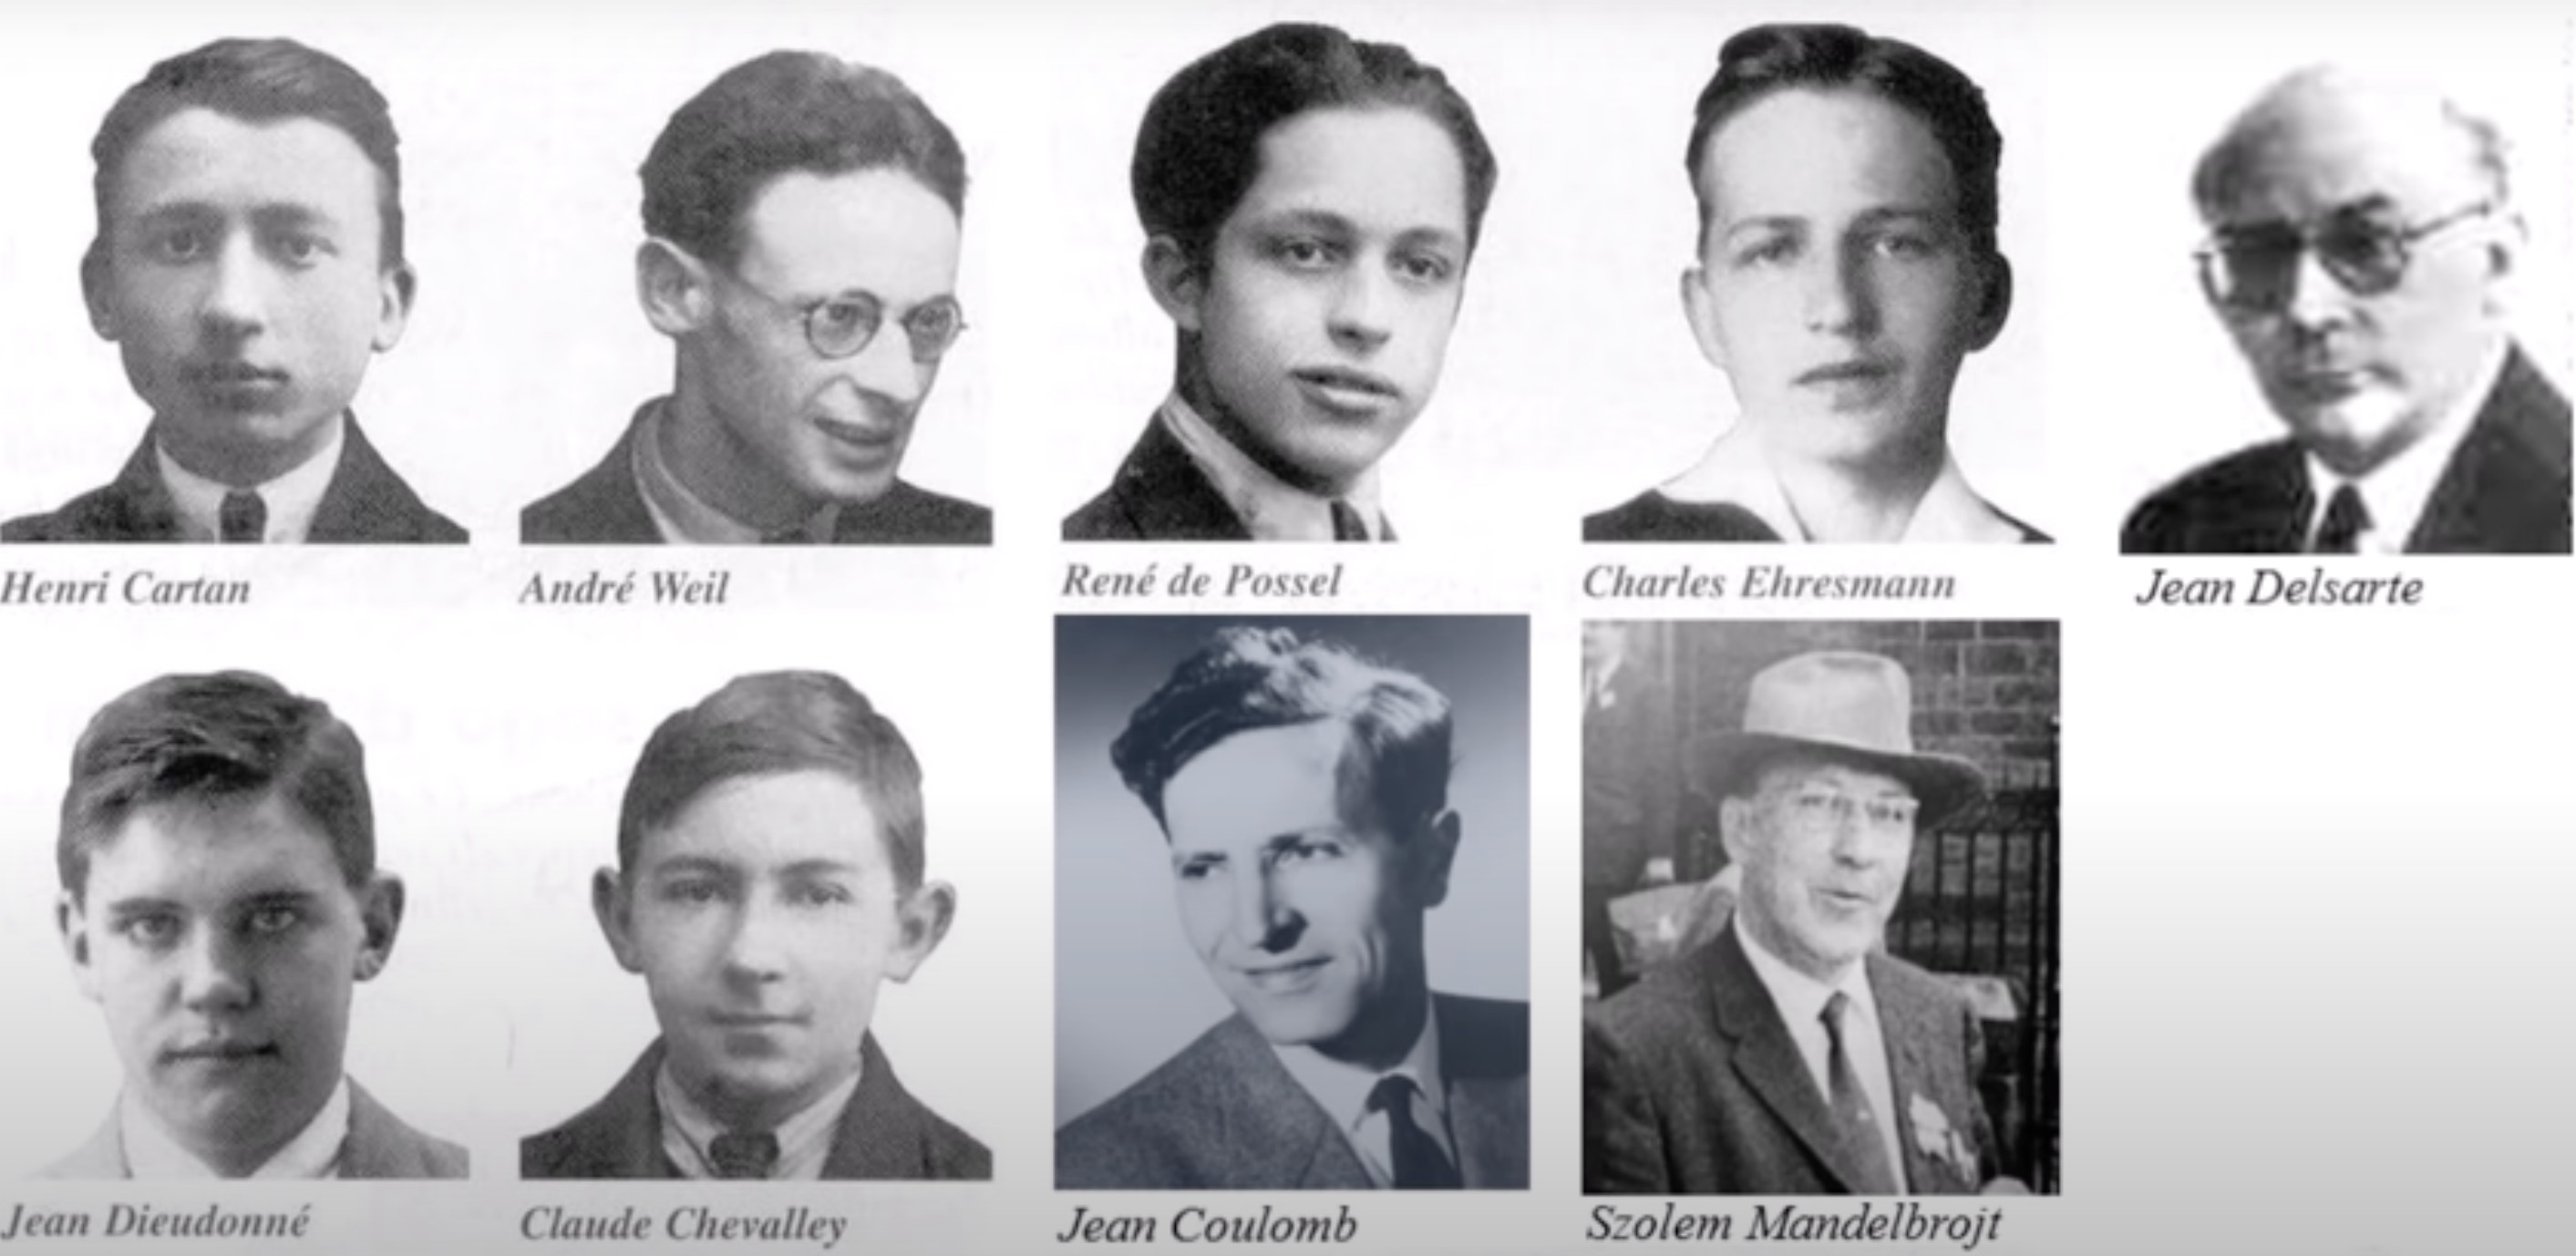 Henri Cartan
André Weil
René de Possel
Charles Ehresmann
Jean Delsarte
Jean Dieudonné
Claude Chevalley
Jean Coulomb
Szolem Mandelbrojt